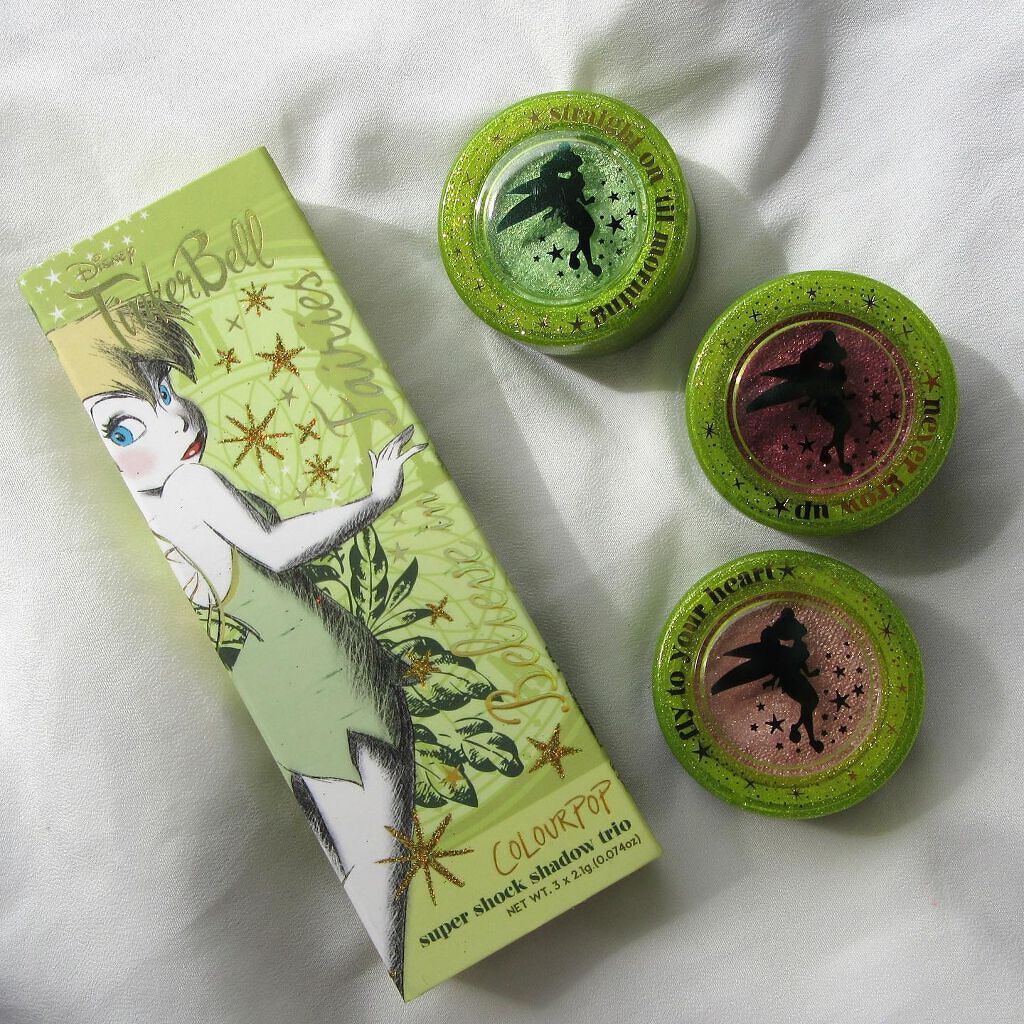 Disney
TinkerBell
Believe in
Fairies
COLOURPOP
super shock shadow trio
NET WT. 3 x 2.1g.(0.074oz)
straight on 'til morning
never grow up
fly to your heart